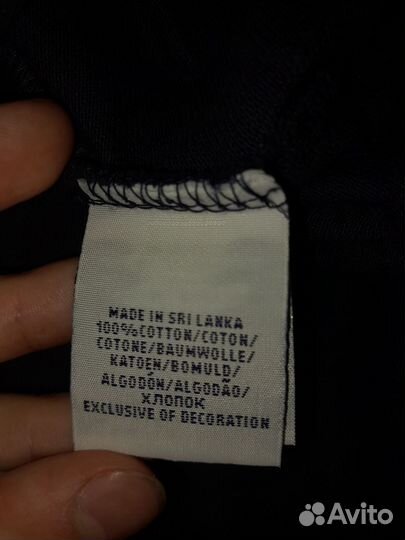 MADE IN SRI LANKA
100%COTTON/COTON/
COTONE/BAUMWOLLE/
KATOEN/BOMULD/
ALGODÓN/ALGODÃO/
ХЛОПОК
EXCLUSIVE OF DECORATION
Avito